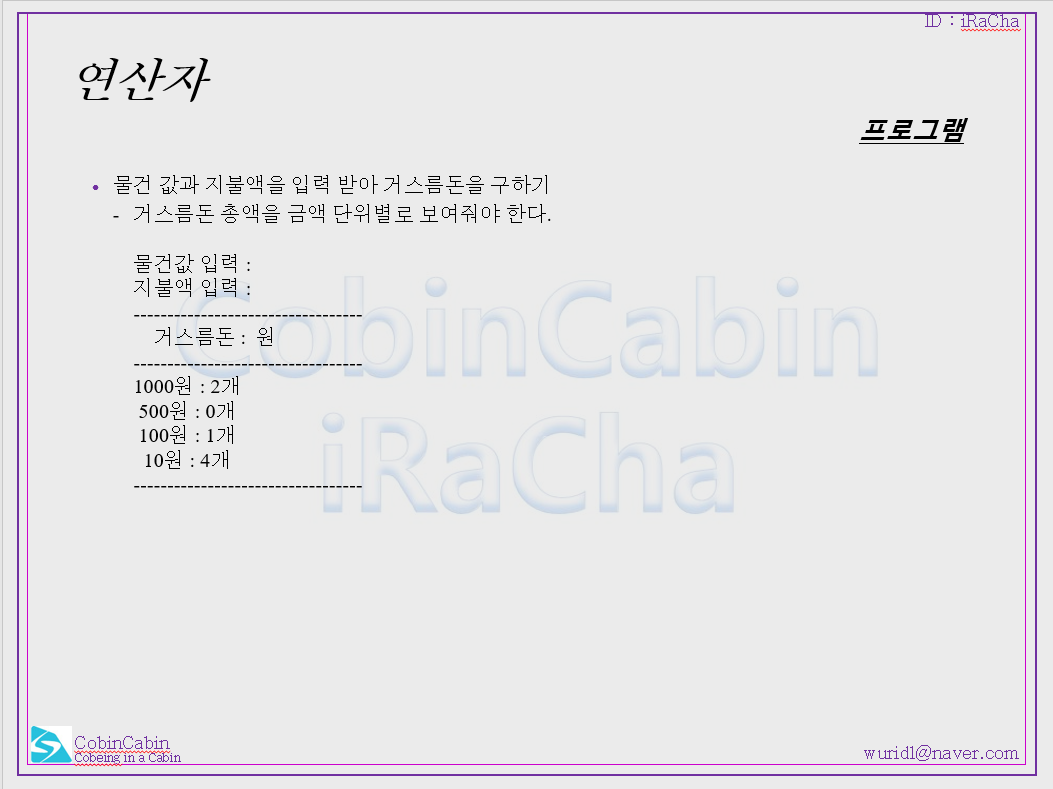 ID : iRaCha
연산자
프로그램
• 물건 값과 지불액을 입력 받아 거스름돈을 구하기
- 거스름돈 총액을 금액 단위별로 보여줘야 한다.
물건값 입력 :
지불액 입력 :
----------------------------------
거스름돈 : 원
----------------------------------
1000원 : 2개
500원 : 0개
100원 : 1개
10원 : 4개
----------------------------------
CobinCabin
iRaCha
CobinCabin
Cobeing in a Cabin
wuridl@naver.com